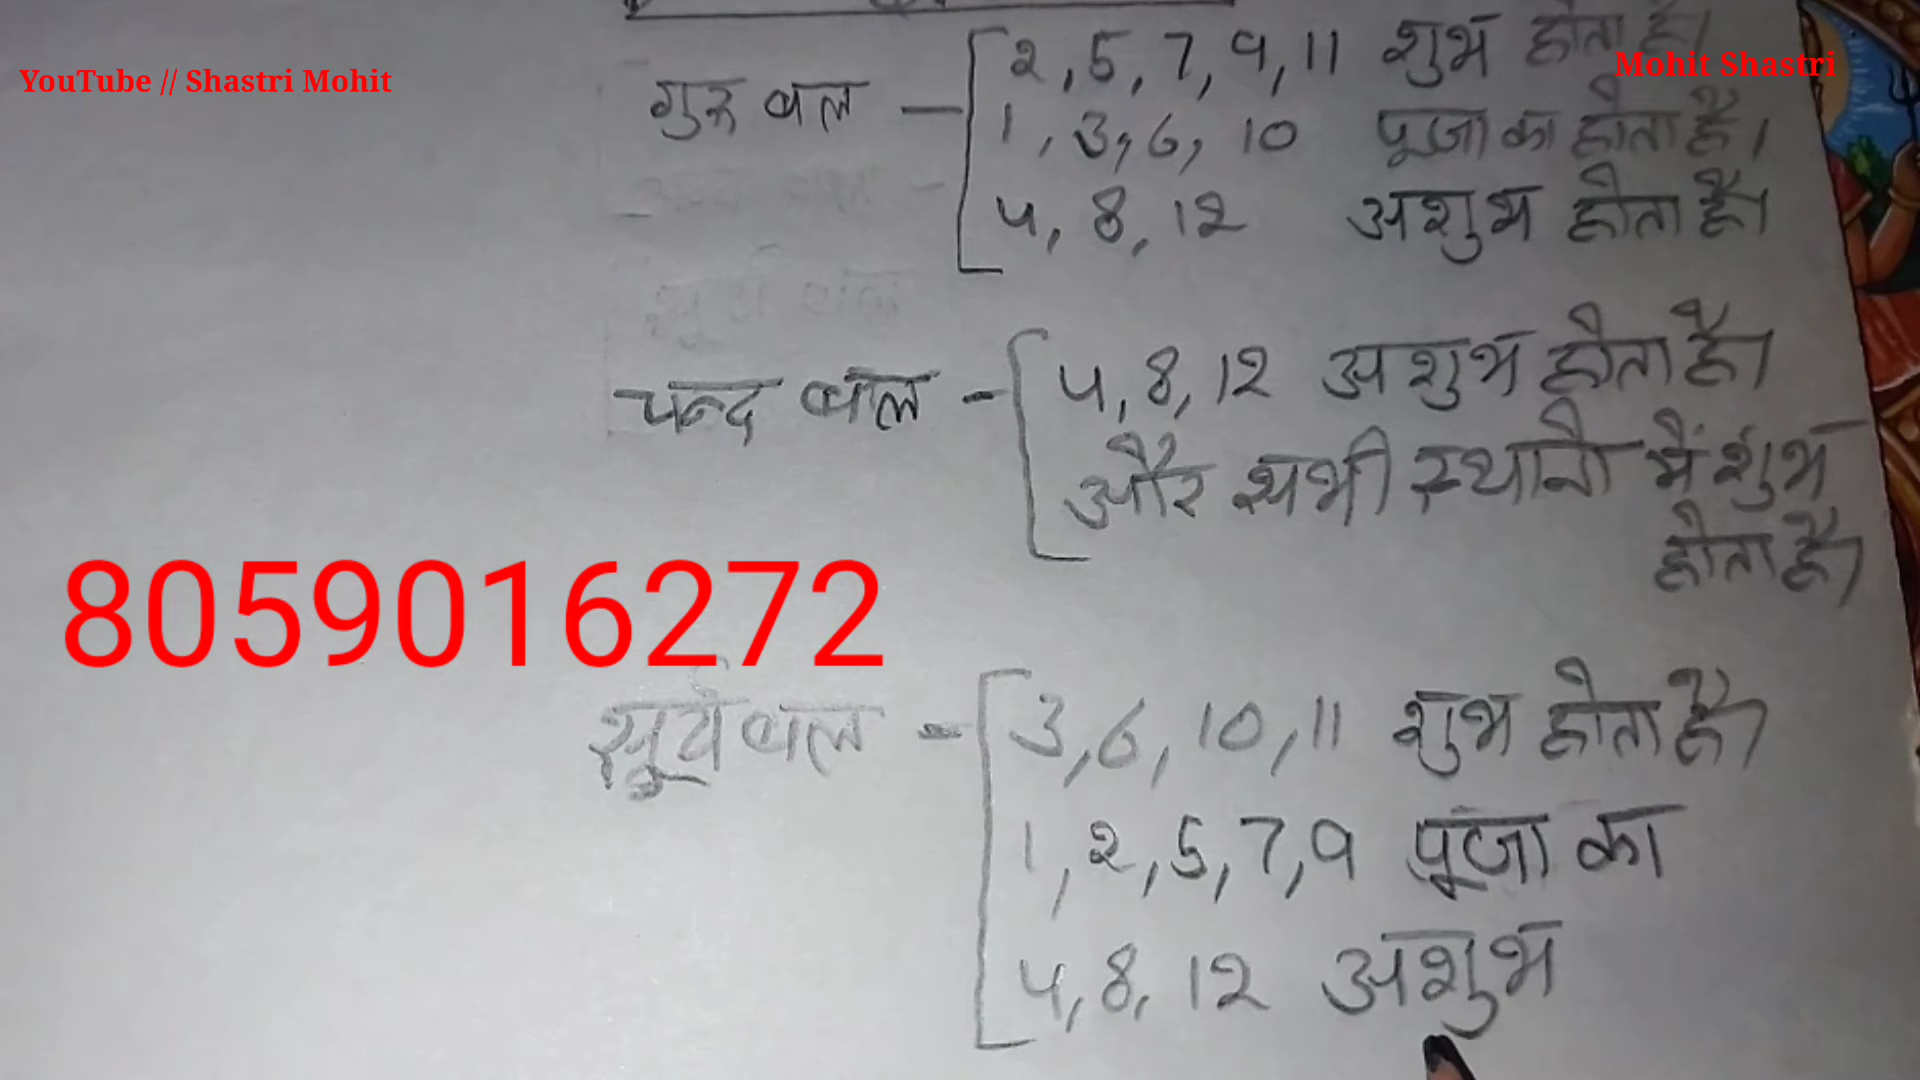 YouTube // Shastri Mohit
Mohit Shastri
गुरु बल – 2, 5, 7, 9, 11 शुभ होता है।
1, 3, 6, 10 पूजा का होता है।
4, 8, 12 अशुभ होता है।
चन्द्र बल – 4, 8, 12 अशुभ होता है।
और सभी स्थानो में शुभ
होता है।
8059016272
सूर्य बल – 3, 6, 10, 11 शुभ होता है।
1, 2, 5, 7, 9 पूजा का
4, 8, 12 अशुभ